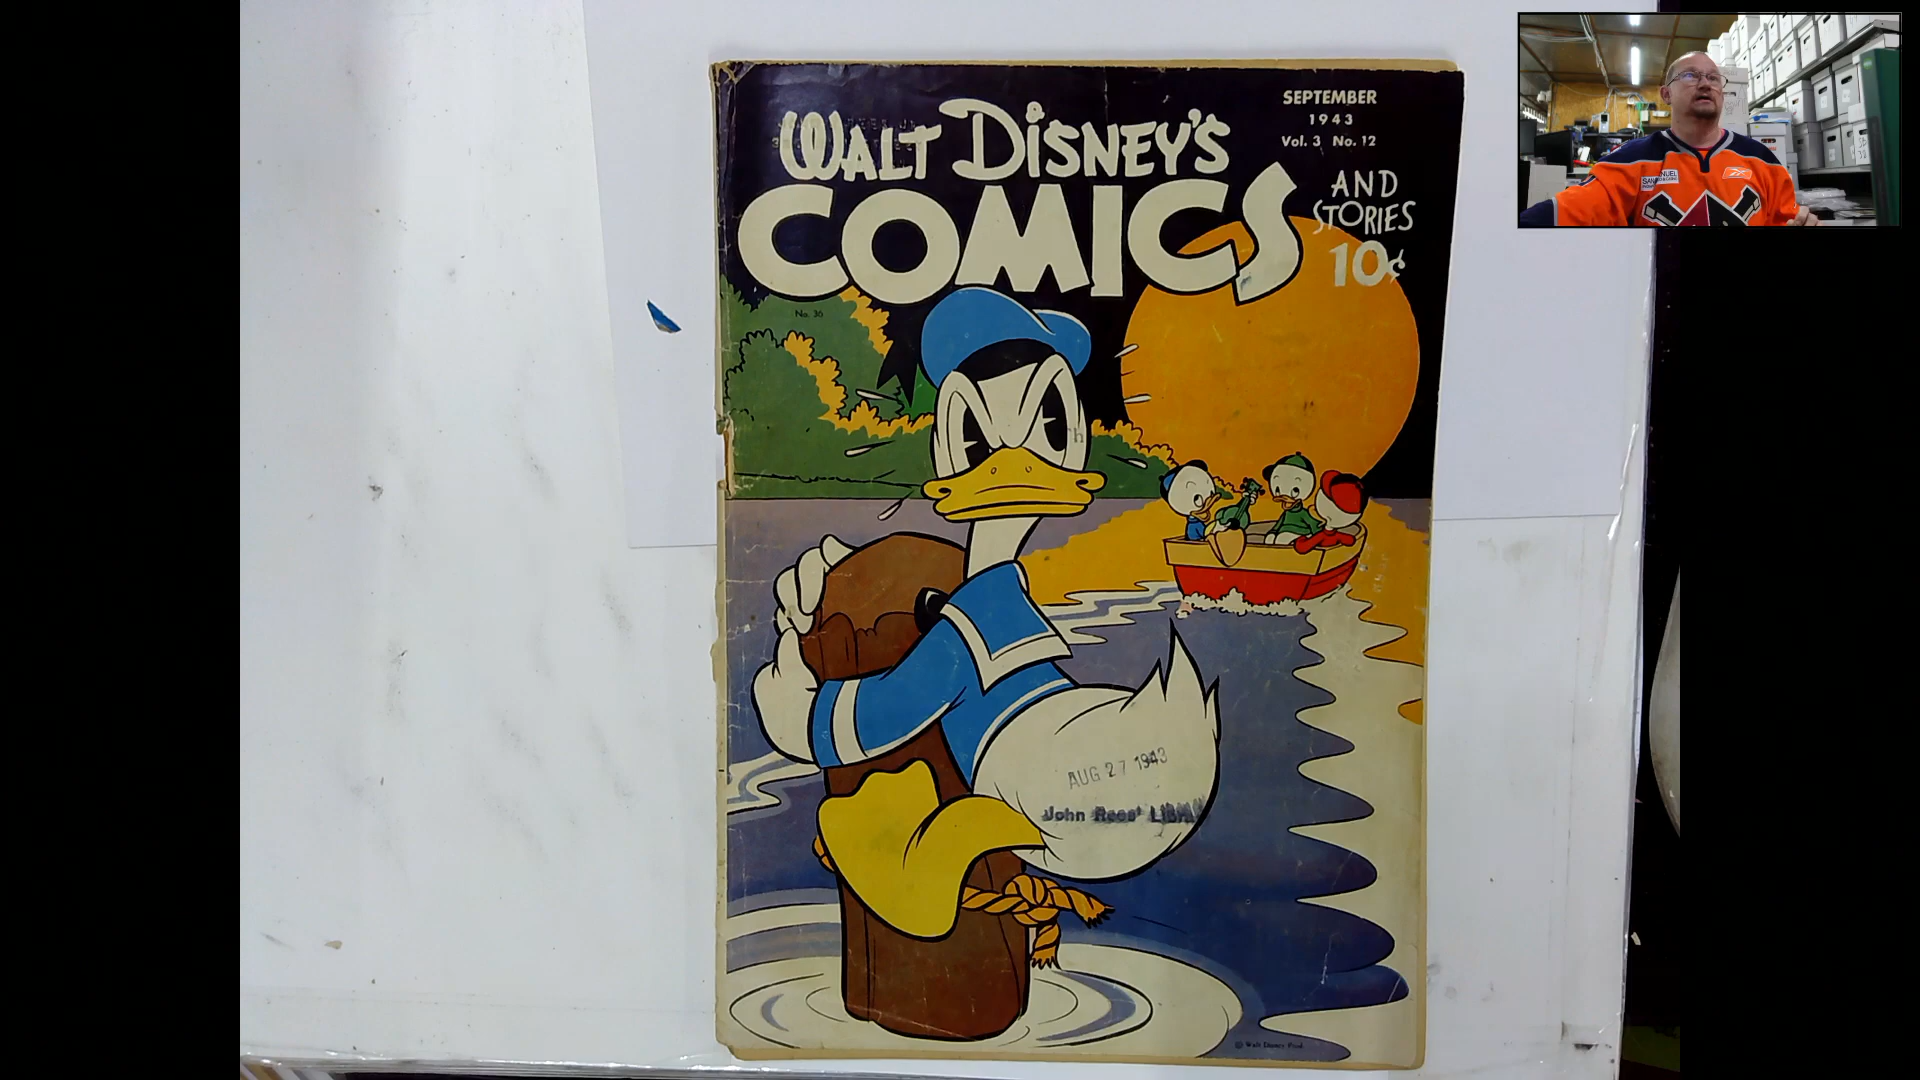 SEPTEMBER
1943
Vol. 3 No. 12
WALT DISNEY'S
COMICS
AND
STORIES
10¢
No. 36
AUG 27 1943
John Rees'
© Walt Disney Prod.